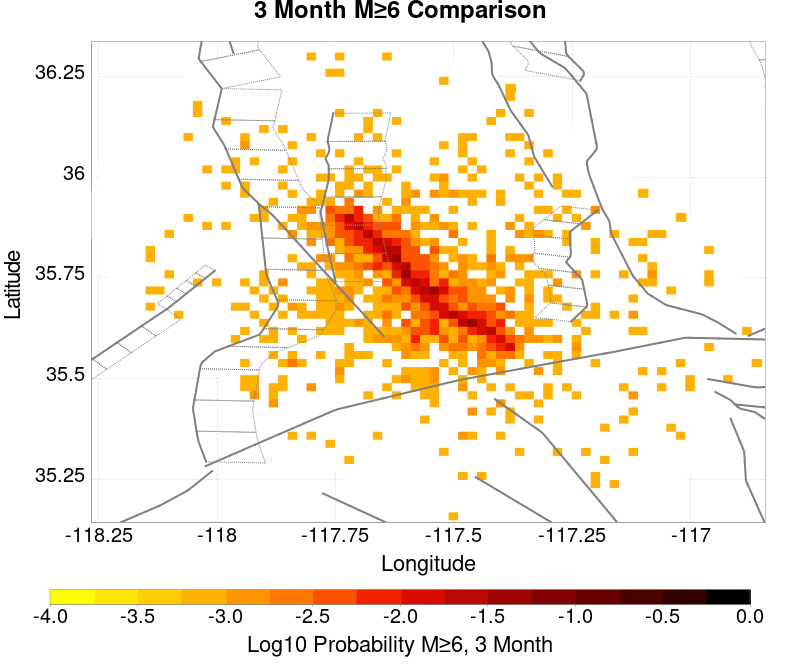 3 Month M≥6 Comparison
36.25
36
35.75
35.5
35.25
Latitude
-118.25 -118 -117.75 -117.5 -117.25 -117
Longitude
-4.0 -3.5 -3.0 -2.5 -2.0 -1.5 -1.0 -0.5 0.0
Log10 Probability M≥6, 3 Month